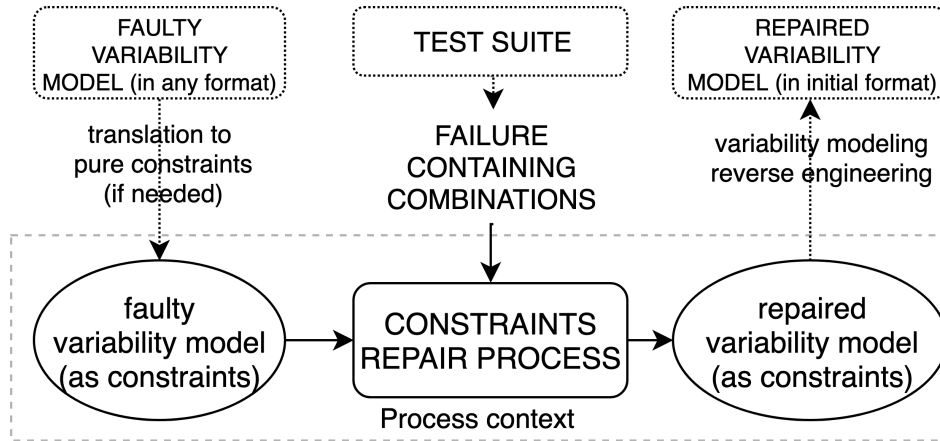 FAULTY
VARIABILITY
MODEL (in any format)
TEST SUITE
REPAIRED
VARIABILITY
MODEL (in initial format)
translation to
pure constraints
(if needed)
FAILURE
CONTAINING
COMBINATIONS
variability modeling
reverse engineering
faulty
variability model
(as constraints)
CONSTRAINTS
REPAIR PROCESS
repaired
variability model
(as constraints)
Process context